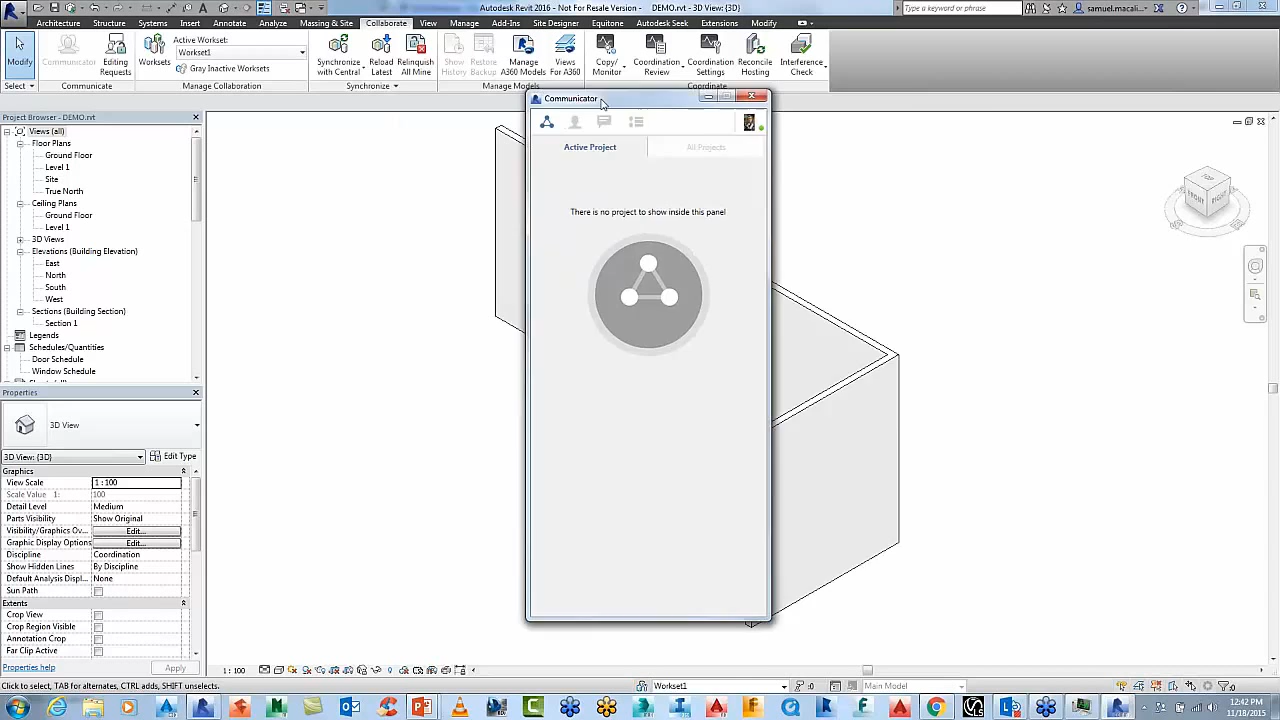 Autodesk Revit 2016 - Not For Resale Version - DEMO.rvt - 3D View: {3D}
Type a keyword or phrase
samuel.macali...
Architecture Structure Systems Insert Annotate Analyze Massing & Site Collaborate View Manage Add-Ins Site Designer Equitone Autodesk Seek Extensions Modify
Modify
Communicator
Editing Requests
Worksets
Active Workset:
Workset1
Gray Inactive Worksets
Synchronize with Central
Reload Latest
Relinquish All Mine
Show History
Restore Backup
Manage A360 Models
Views For A360
Copy/ Monitor
Coordination Review
Coordination Settings
Reconcile Hosting
Interference Check
Select Communicate Manage Collaboration Synchronize Manage Models Coordinate
Project Browser - DEMO.rvt
Views (all)
Floor Plans
Ground Floor
Level 1
Site
True North
Ceiling Plans
Ground Floor
Level 1
3D Views
Elevations (Building Elevation)
East
North
South
West
Sections (Building Section)
Section 1
Legends
Schedules/Quantities
Door Schedule
Window Schedule
Communicator
Active Project
All Projects
There is no project to show inside this panel
TOP
FRONT
RIGHT
Properties
3D View
3D View: {3D}
Edit Type
Graphics
View Scale 1 : 100
Scale Value 1: 100
Detail Level Medium
Parts Visibility Show Original
Visibility/Graphics Ov... Edit...
Graphic Display Options Edit...
Discipline Coordination
Show Hidden Lines By Discipline
Default Analysis Displ... None
Sun Path
Extents
Crop View
Crop Region Visible
Annotation Crop
Far Clip Active
Properties help
Apply
1 : 100
Click to select, TAB for alternates, CTRL adds, SHIFT unselects.
Workset1
:0
Main Model
:0
12:42 PM
11/18/2015